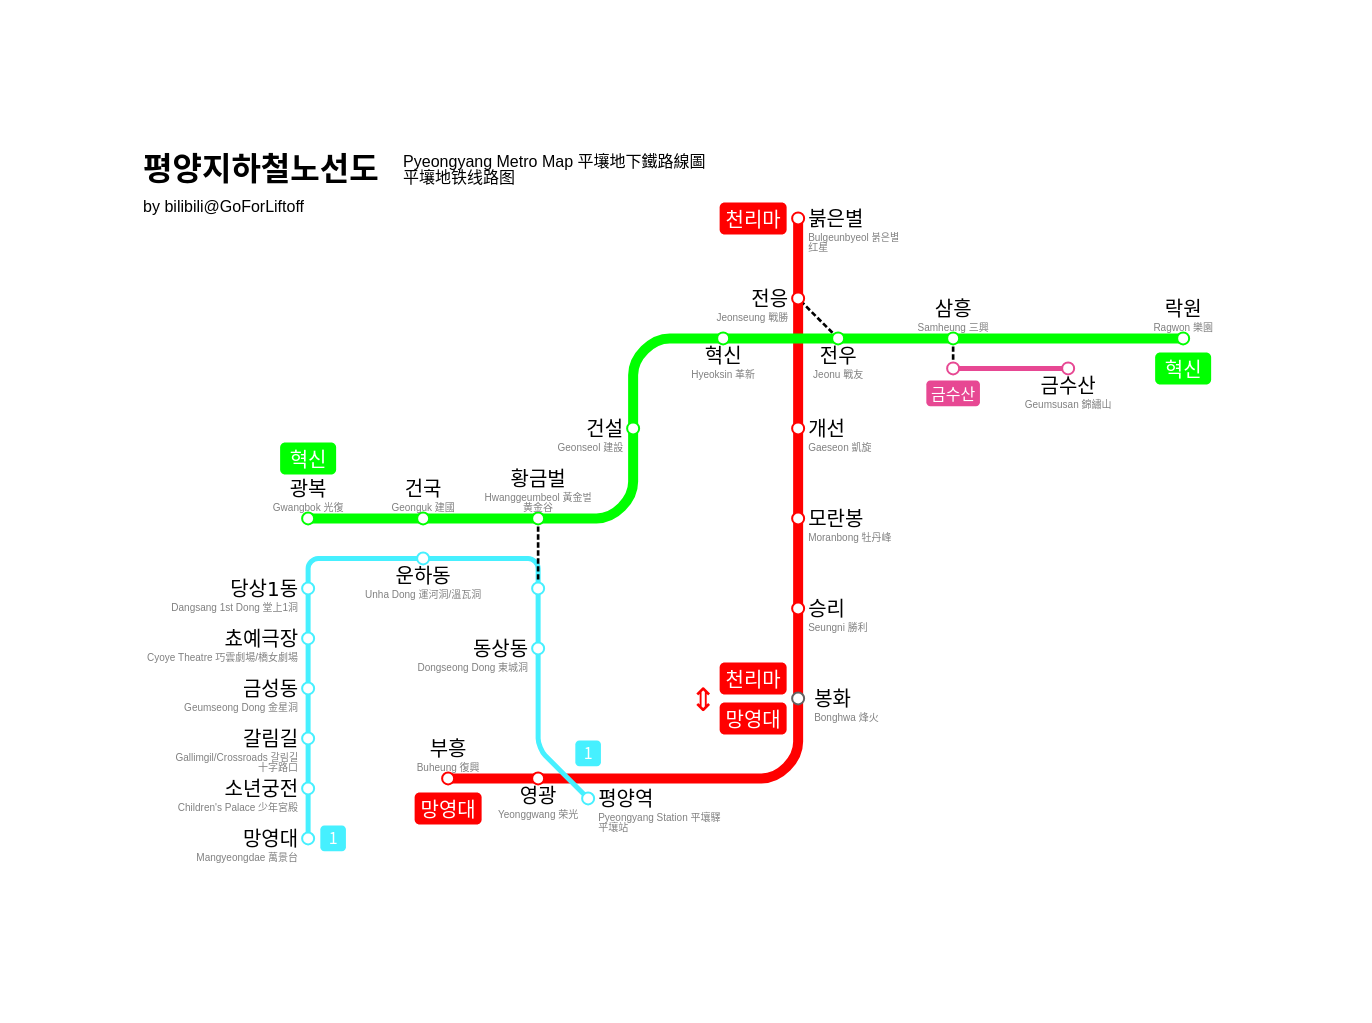 평양지하철노선도
Pyeongyang Metro Map 平壤地下鐵路線圖
平壤地铁线路图
by bilibili@GoForLiftoff
천리마
붉은별
Bulgeunbyeol 붉은별
红星
전응
Jeonseung 戰勝
삼흥
Samheung 三興
락원
Ragwon 樂園
혁신
Hyeoksin 革新
전우
Jeonu 戰友
혁신
금수산
금수산
Geumsusan 錦繡山
건설
Geonseol 建設
개선
Gaeseon 凱旋
혁신
광복
Gwangbok 光復
건국
Geonguk 建國
황금벌
Hwanggeumbeol 黃金벌
黄金谷
모란봉
Moranbong 牡丹峰
운하동
Unha Dong 運河洞/溫瓦洞
당상1동
Dangsang 1st Dong 堂上1洞
승리
Seungni 勝利
쵸예극장
Cyoye Theatre 巧雲劇場/橋女劇場
동상동
Dongseong Dong 東城洞
금성동
Geumseong Dong 金星洞
천리마
⇕
망영대
봉화
Bonghwa 烽火
갈림길
Gallimgil/Crossroads 갈림길
十字路口
부흥
Buheung 復興
1
소년궁전
Children's Palace 少年宮殿
망영대
영광
Yeonggwang 荣光
평양역
Pyeongyang Station 平壤驛
平壤站
망영대
Mangyeongdae 萬景台
1